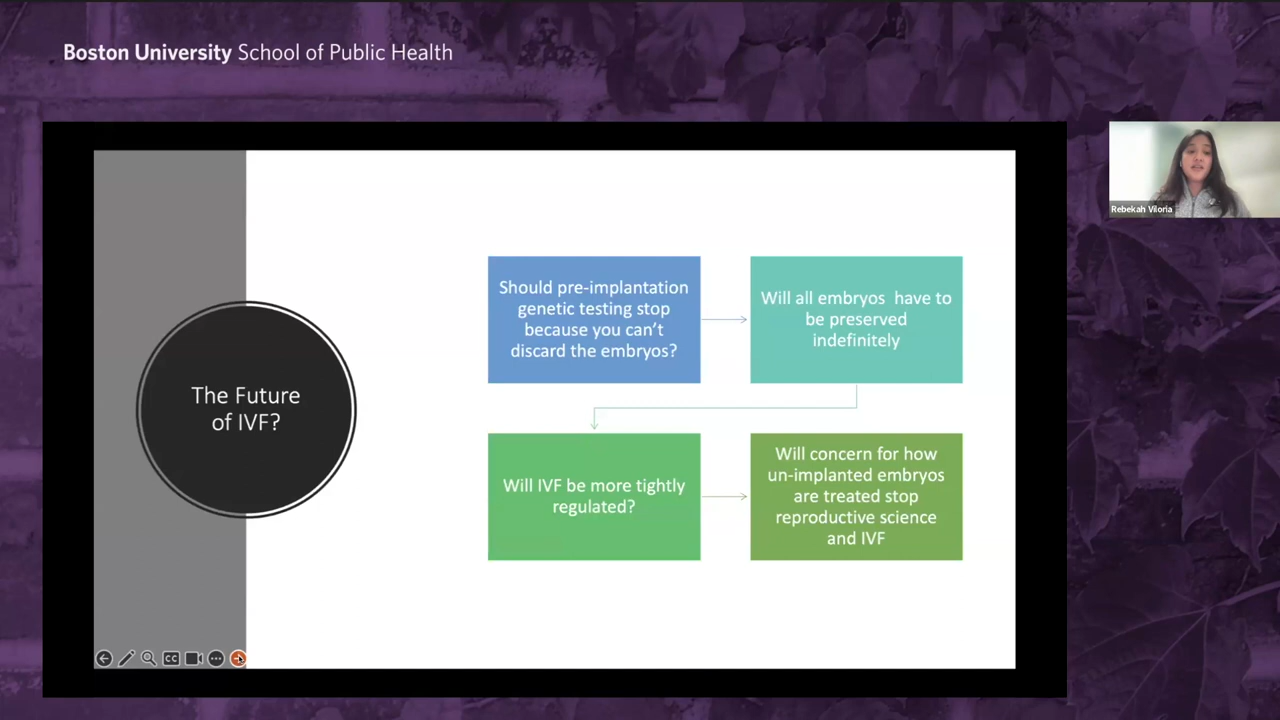 Boston University School of Public Health
Rebekah Viloria
The Future
of IVF?
Should pre-implantation
genetic testing stop
because you can't
discard the embryos?
Will all embryos have to
be preserved
indefinitely
Will IVF be more tightly
regulated?
Will concern for how
un-implanted embryos
are treated stop
reproductive science
and IVF
CC